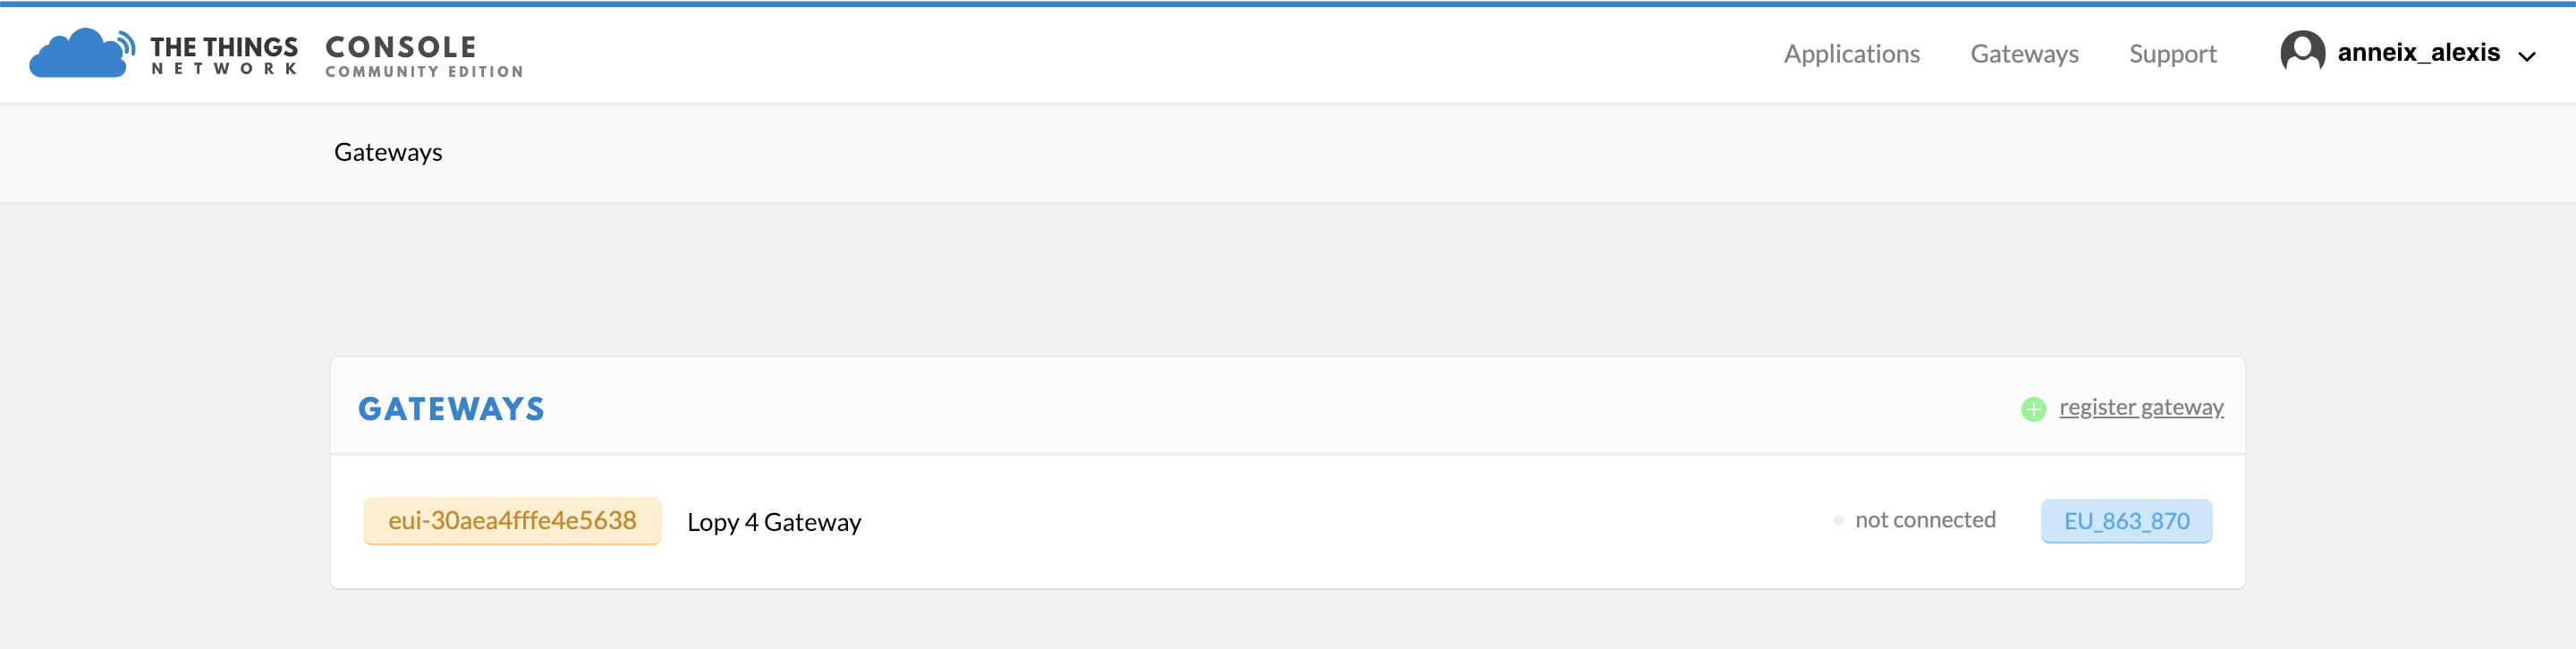 THE THINGS
NETWORK
CONSOLE
COMMUNITY EDITION
Applications Gateways Support anneix_alexis
Gateways
GATEWAYS
register gateway
eui-30aea4fffe4e5638 Lopy 4 Gateway not connected EU_863_870